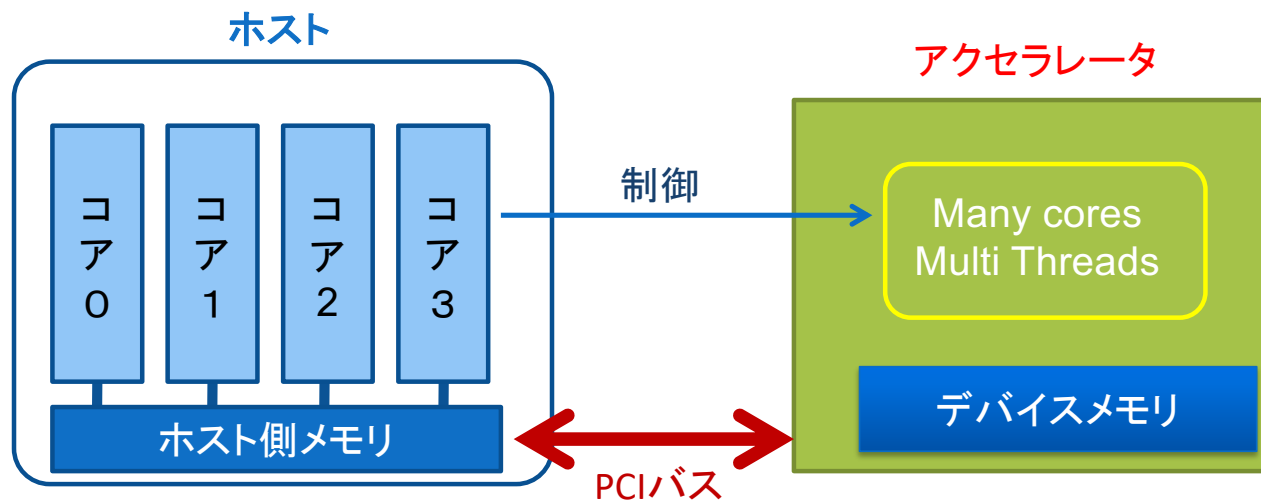 ホスト
アクセラレータ
コア０
コア１
コア２
コア３
制御
Many cores
Multi Threads
ホスト側メモリ
デバイスメモリ
PCIバス